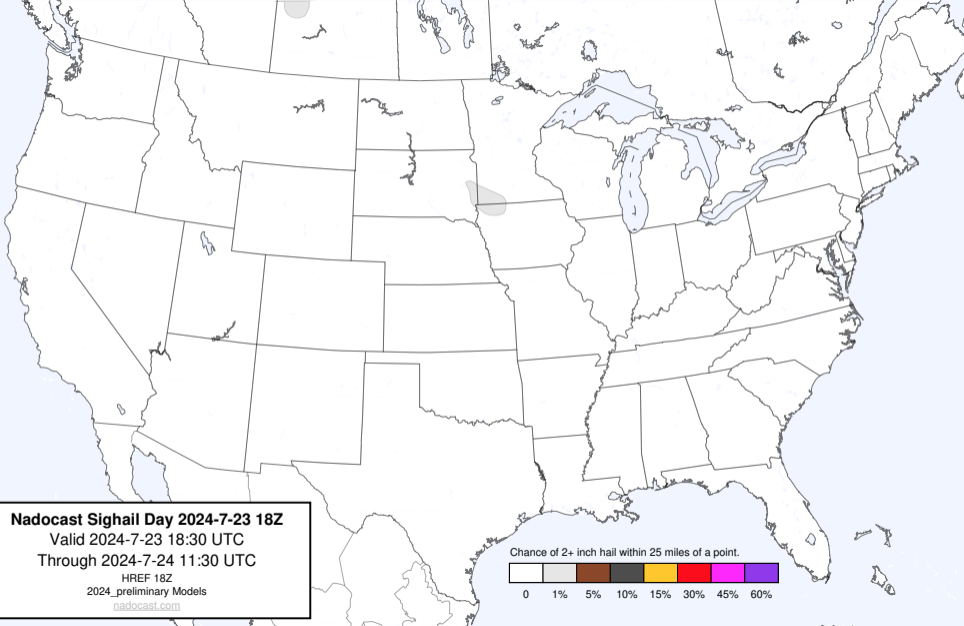 Nadocast Sighail Day 2024-7-23 18Z
Valid 2024-7-23 18:30 UTC
Through 2024-7-24 11:30 UTC
HREF 18Z
2024_preliminary Models
nadocast.com
Chance of 2+ inch hail within 25 miles of a point.
0 1% 5% 10% 15% 30% 45% 60%